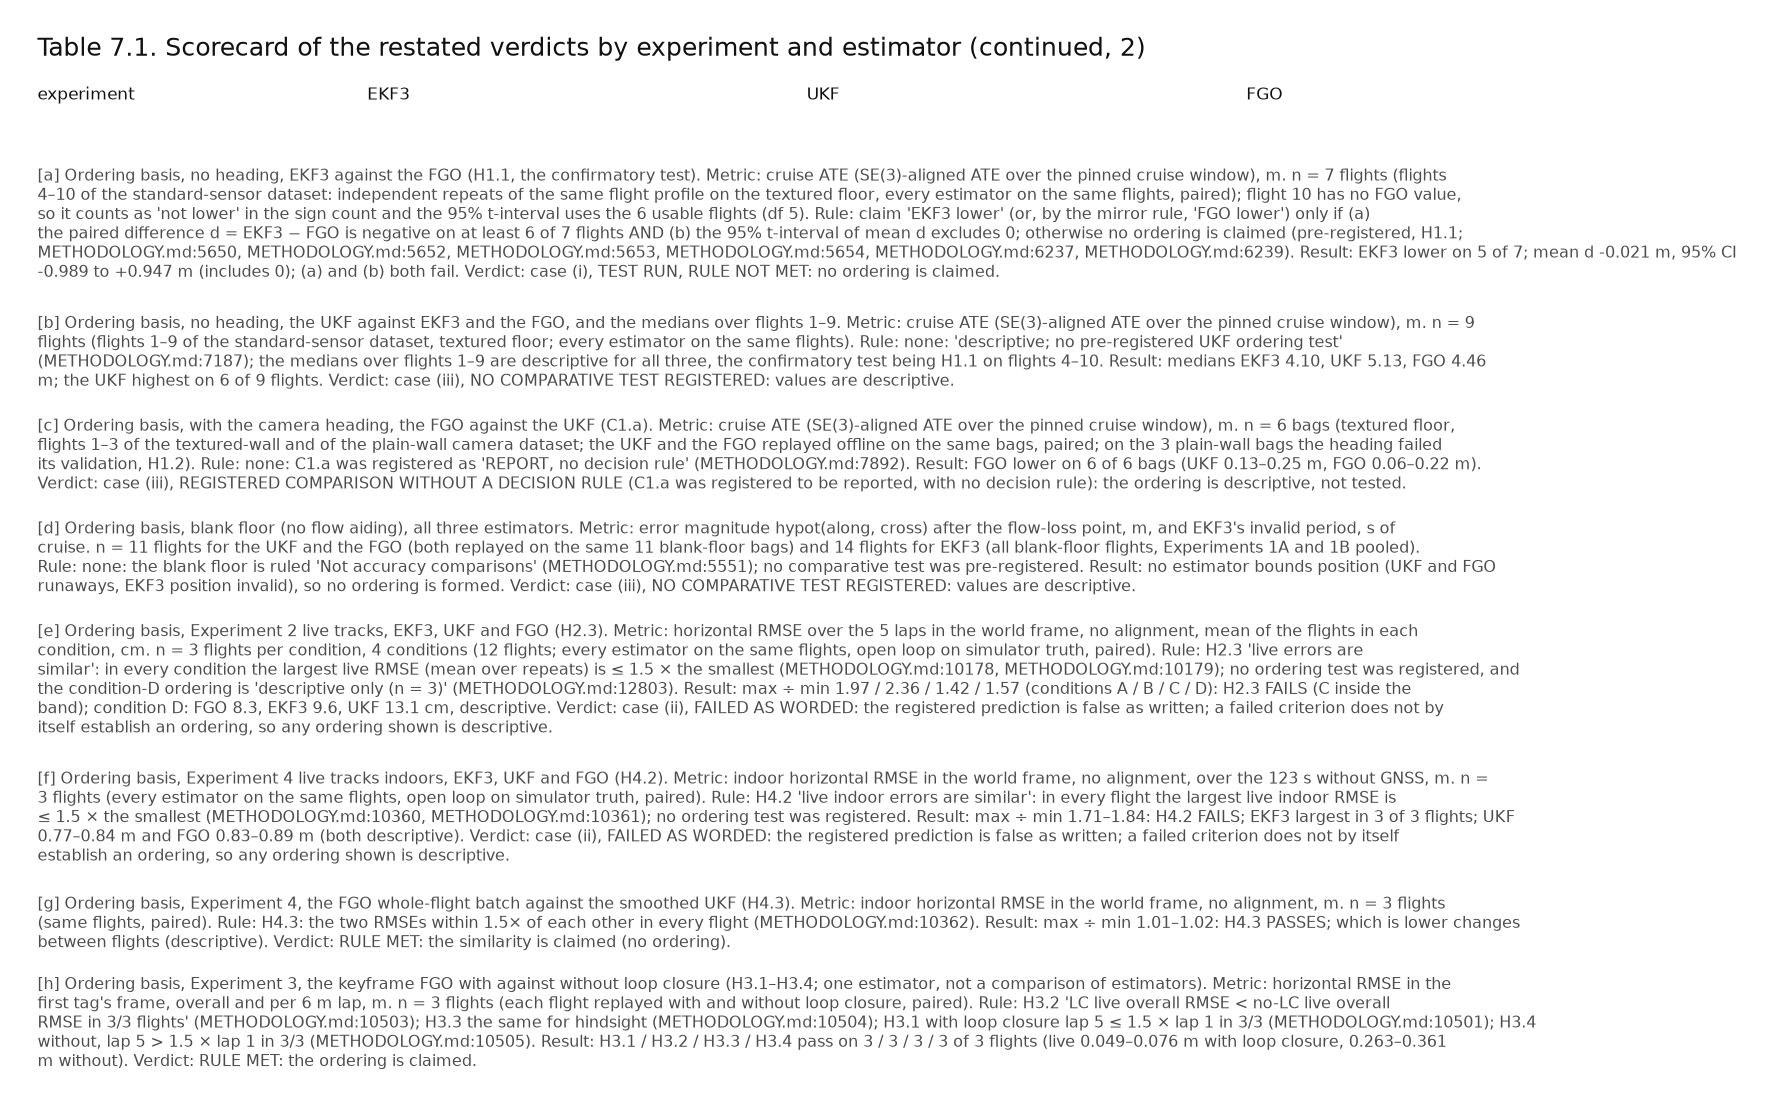 Table 7.1. Scorecard of the restated verdicts by experiment and estimator (continued, 2)
experiment EKF3 UKF FGO
[a] Ordering basis, no heading, EKF3 against the FGO (H1.1, the confirmatory test). Metric: cruise ATE (SE(3)-aligned ATE over the pinned cruise window), m. n = 7 flights (flights
4–10 of the standard-sensor dataset: independent repeats of the same flight profile on the textured floor, every estimator on the same flights, paired); flight 10 has no FGO value,
so it counts as 'not lower' in the sign count and the 95% t-interval uses the 6 usable flights (df 5). Rule: claim 'EKF3 lower' (or, by the mirror rule, 'FGO lower') only if (a)
the paired difference d = EKF3 − FGO is negative on at least 6 of 7 flights AND (b) the 95% t-interval of mean d excludes 0; otherwise no ordering is claimed (pre-registered, H1.1;
METHODOLOGY.md:5650, METHODOLOGY.md:5652, METHODOLOGY.md:5653, METHODOLOGY.md:5654, METHODOLOGY.md:6237, METHODOLOGY.md:6239). Result: EKF3 lower on 5 of 7; mean d -0.021 m, 95% CI
-0.989 to +0.947 m (includes 0); (a) and (b) both fail. Verdict: case (i), TEST RUN, RULE NOT MET: no ordering is claimed.
[b] Ordering basis, no heading, the UKF against EKF3 and the FGO, and the medians over flights 1–9. Metric: cruise ATE (SE(3)-aligned ATE over the pinned cruise window), m. n = 9
flights (flights 1–9 of the standard-sensor dataset, textured floor; every estimator on the same flights). Rule: none: 'descriptive; no pre-registered UKF ordering test'
(METHODOLOGY.md:7187); the medians over flights 1–9 are descriptive for all three, the confirmatory test being H1.1 on flights 4–10. Result: medians EKF3 4.10, UKF 5.13, FGO 4.46
m; the UKF highest on 6 of 9 flights. Verdict: case (iii), NO COMPARATIVE TEST REGISTERED: values are descriptive.
[c] Ordering basis, with the camera heading, the FGO against the UKF (C1.a). Metric: cruise ATE (SE(3)-aligned ATE over the pinned cruise window), m. n = 6 bags (textured floor,
flights 1–3 of the textured-wall and of the plain-wall camera dataset; the UKF and the FGO replayed offline on the same bags, paired; on the 3 plain-wall bags the heading failed
its validation, H1.2). Rule: none: C1.a was registered as 'REPORT, no decision rule' (METHODOLOGY.md:7892). Result: FGO lower on 6 of 6 bags (UKF 0.13–0.25 m, FGO 0.06–0.22 m).
Verdict: case (iii), REGISTERED COMPARISON WITHOUT A DECISION RULE (C1.a was registered to be reported, with no decision rule): the ordering is descriptive, not tested.
[d] Ordering basis, blank floor (no flow aiding), all three estimators. Metric: error magnitude hypot(along, cross) after the flow-loss point, m, and EKF3's invalid period, s of
cruise. n = 11 flights for the UKF and the FGO (both replayed on the same 11 blank-floor bags) and 14 flights for EKF3 (all blank-floor flights, Experiments 1A and 1B pooled).
Rule: none: the blank floor is ruled 'Not accuracy comparisons' (METHODOLOGY.md:5551); no comparative test was pre-registered. Result: no estimator bounds position (UKF and FGO
runaways, EKF3 position invalid), so no ordering is formed. Verdict: case (iii), NO COMPARATIVE TEST REGISTERED: values are descriptive.
[e] Ordering basis, Experiment 2 live tracks, EKF3, UKF and FGO (H2.3). Metric: horizontal RMSE over the 5 laps in the world frame, no alignment, mean of the flights in each
condition, cm. n = 3 flights per condition, 4 conditions (12 flights; every estimator on the same flights, open loop on simulator truth, paired). Rule: H2.3 'live errors are
similar': in every condition the largest live RMSE (mean over repeats) is ≤ 1.5 × the smallest (METHODOLOGY.md:10178, METHODOLOGY.md:10179); no ordering test was registered, and
the condition-D ordering is 'descriptive only (n = 3)' (METHODOLOGY.md:12803). Result: max ÷ min 1.97 / 2.36 / 1.42 / 1.57 (conditions A / B / C / D): H2.3 FAILS (C inside the
band); condition D: FGO 8.3, EKF3 9.6, UKF 13.1 cm, descriptive. Verdict: case (ii), FAILED AS WORDED: the registered prediction is false as written; a failed criterion does not by
itself establish an ordering, so any ordering shown is descriptive.
[f] Ordering basis, Experiment 4 live tracks indoors, EKF3, UKF and FGO (H4.2). Metric: indoor horizontal RMSE in the world frame, no alignment, over the 123 s without GNSS, m. n =
3 flights (every estimator on the same flights, open loop on simulator truth, paired). Rule: H4.2 'live indoor errors are similar': in every flight the largest live indoor RMSE is
≤ 1.5 × the smallest (METHODOLOGY.md:10360, METHODOLOGY.md:10361); no ordering test was registered. Result: max ÷ min 1.71–1.84: H4.2 FAILS; EKF3 largest in 3 of 3 flights; UKF
0.77–0.84 m and FGO 0.83–0.89 m (both descriptive). Verdict: case (ii), FAILED AS WORDED: the registered prediction is false as written; a failed criterion does not by itself
establish an ordering, so any ordering shown is descriptive.
[g] Ordering basis, Experiment 4, the FGO whole-flight batch against the smoothed UKF (H4.3). Metric: indoor horizontal RMSE in the world frame, no alignment, m. n = 3 flights
(same flights, paired). Rule: H4.3: the two RMSEs within 1.5× of each other in every flight (METHODOLOGY.md:10362). Result: max ÷ min 1.01–1.02: H4.3 PASSES; which is lower changes
between flights (descriptive). Verdict: RULE MET: the similarity is claimed (no ordering).
[h] Ordering basis, Experiment 3, the keyframe FGO with against without loop closure (H3.1–H3.4; one estimator, not a comparison of estimators). Metric: horizontal RMSE in the
first tag's frame, overall and per 6 m lap, m. n = 3 flights (each flight replayed with and without loop closure, paired). Rule: H3.2 'LC live overall RMSE < no-LC live overall
RMSE in 3/3 flights' (METHODOLOGY.md:10503); H3.3 the same for hindsight (METHODOLOGY.md:10504); H3.1 with loop closure lap 5 ≤ 1.5 × lap 1 in 3/3 (METHODOLOGY.md:10501); H3.4
without, lap 5 > 1.5 × lap 1 in 3/3 (METHODOLOGY.md:10505). Result: H3.1 / H3.2 / H3.3 / H3.4 pass on 3 / 3 / 3 / 3 of 3 flights (live 0.049–0.076 m with loop closure, 0.263–0.361
m without). Verdict: RULE MET: the ordering is claimed.